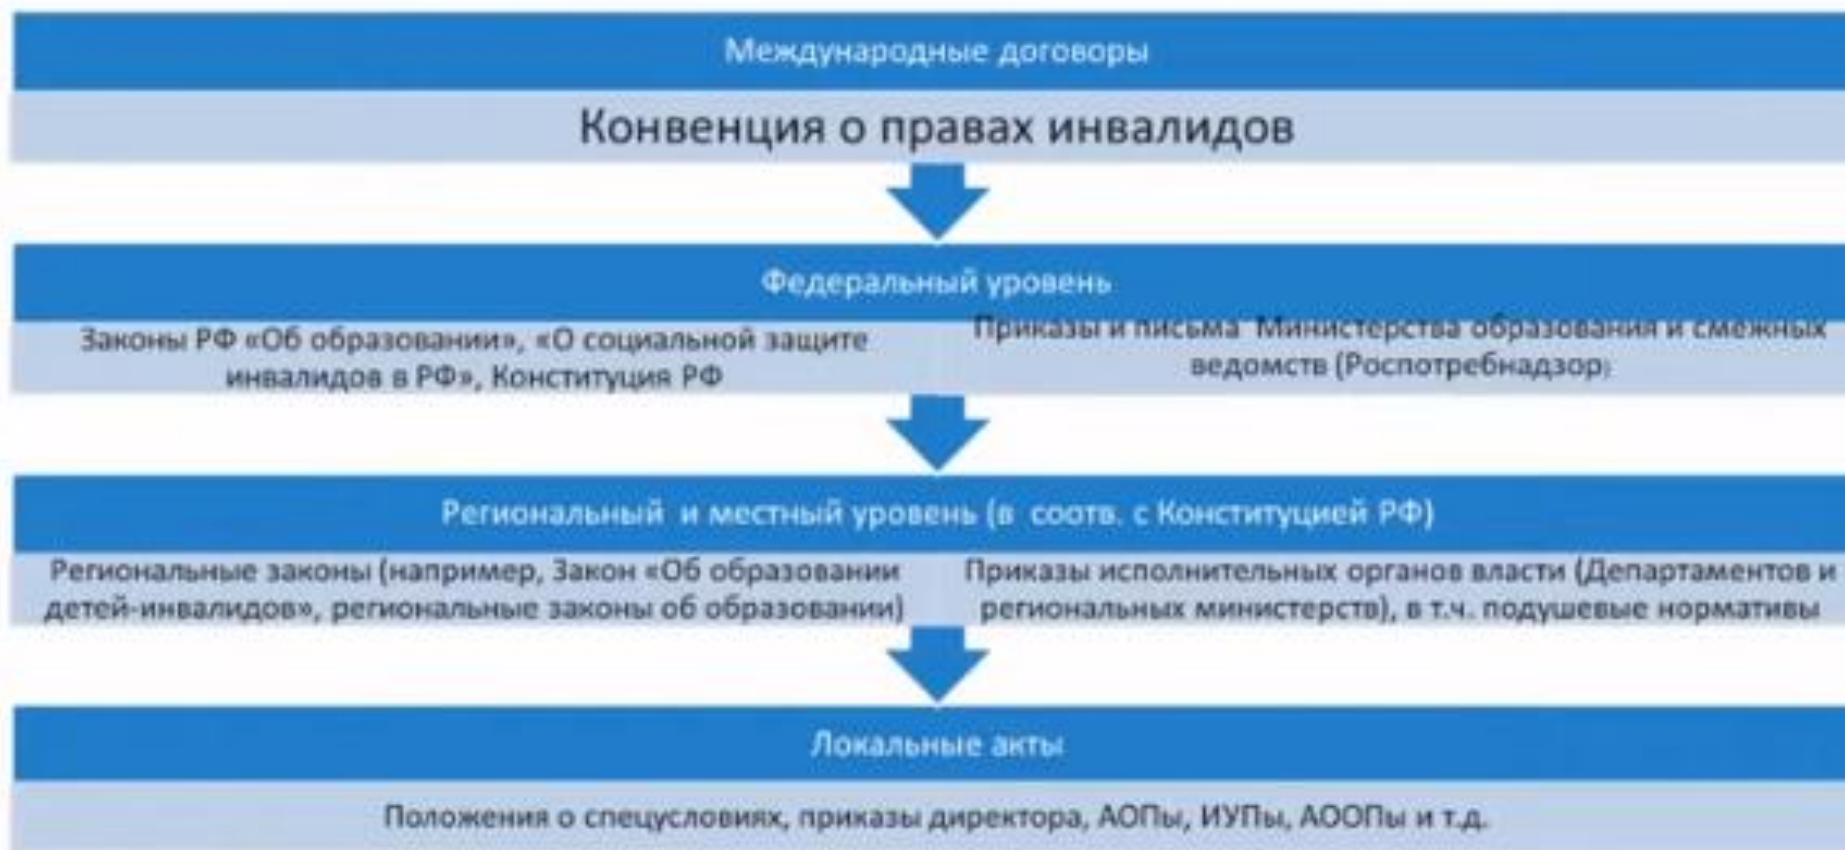 Международные договоры
Конвенция о правах инвалидов
Федеральный уровень
Законы РФ «Об образовании», «О социальной защите
инвалидов в РФ», Конституция РФ
Приказы и письма Министерства образования и смежных
ведомств (Роспотребнадзор)
Региональный и местный уровень (в соотв. с Конституцией РФ)
Региональные законы (например, Закон «Об образовании
детей-инвалидов», региональные законы об образовании)
Приказы исполнительных органов власти (Департаментов и
региональных министерств), в т.ч. подушевые нормативы
Локальные акты
Положения о спецусловиях, приказы директора, АОПы, ИУПы, АООПы и т.д.